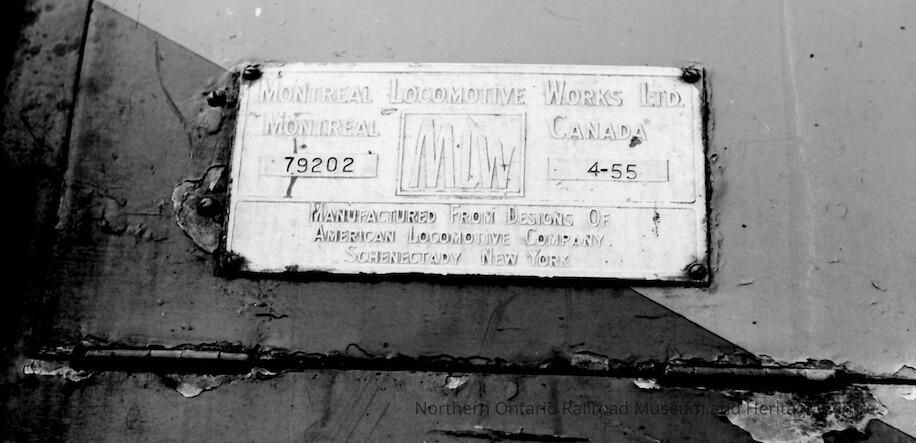 MONTREAL LOCOMOTIVE WORKS LTD.
MONTREAL MLW CANADA
79202 4-55
MANUFACTURED FROM DESIGNS OF
AMERICAN LOCOMOTIVE COMPANY.
SCHENECTADY NEW YORK
Northern Ontario Railroad Museum and Heritage Centre